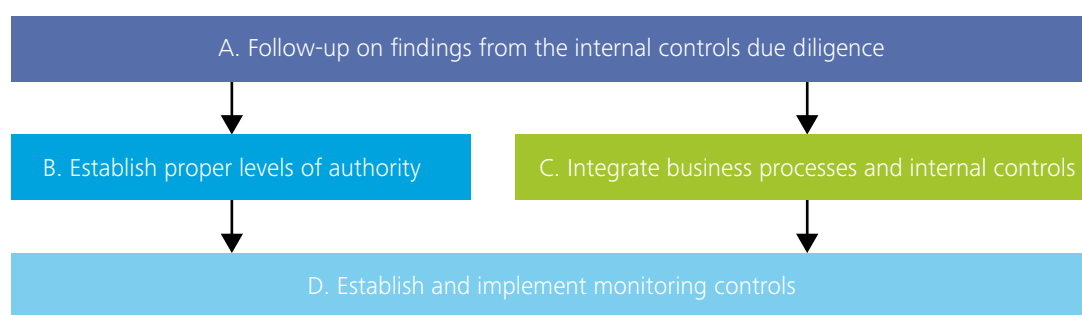 A. Follow-up on findings from the internal controls due diligence
B. Establish proper levels of authority
C. Integrate business processes and internal controls
D. Establish and implement monitoring controls